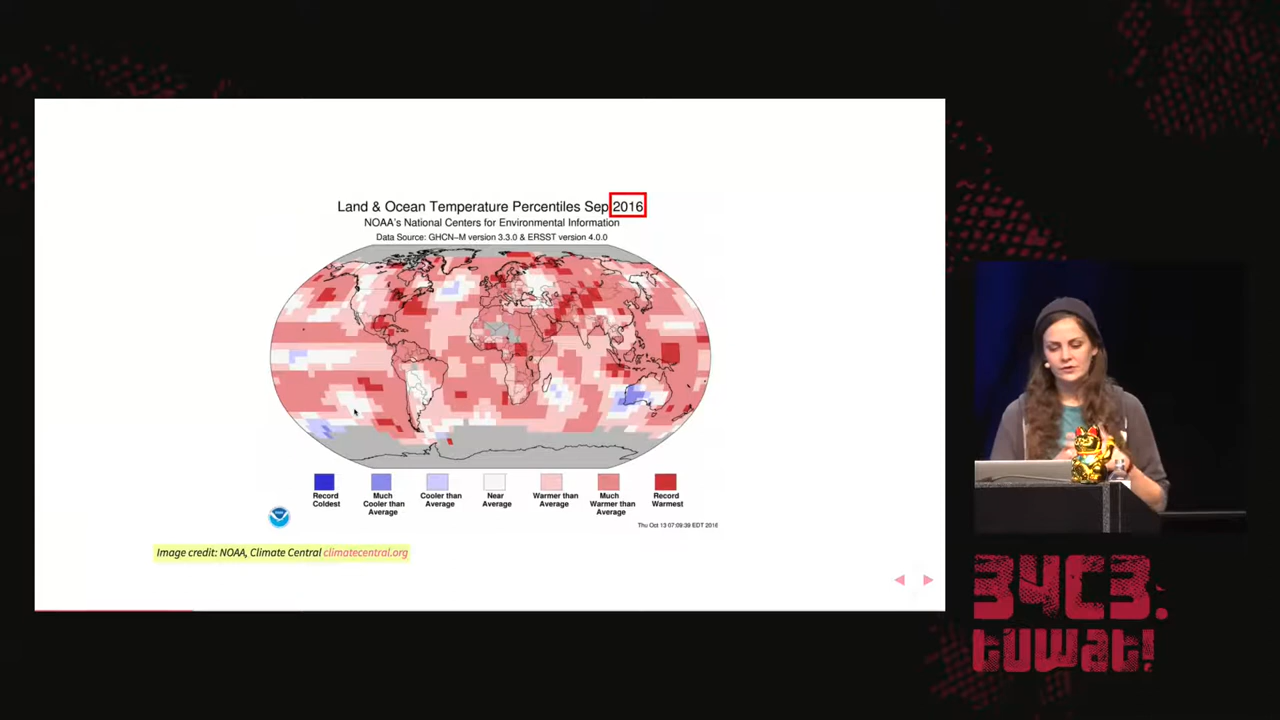 Land & Ocean Temperature Percentiles Sep 2016
NOAA's National Centers for Environmental Information
Data Source: GHCN–M version 3.3.0 & ERSST version 4.0.0
Record Coldest
Much Cooler than Average
Cooler than Average
Near Average
Warmer than Average
Much Warmer than Average
Record Warmest
Thu Oct 13 07:09:39 EDT 2016
Image credit: NOAA, Climate Central climatecentral.org
34C3.
tuwat!